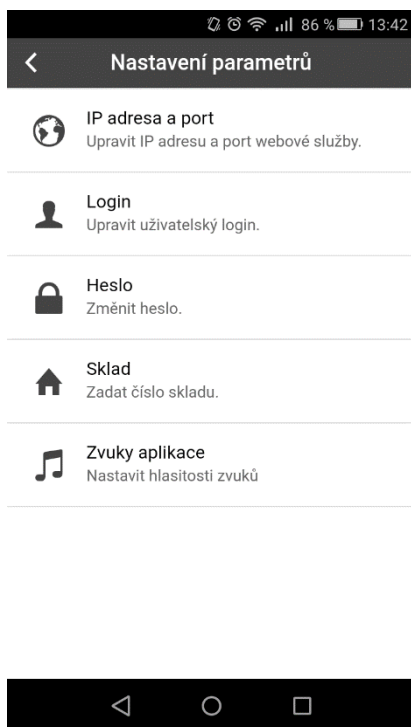 86 % 13:42
Nastavení parametrů
IP adresa a port
Upravit IP adresu a port webové služby.
Login
Upravit uživatelský login.
Heslo
Změnit heslo.
Sklad
Zadat číslo skladu.
Zvuky aplikace
Nastavit hlasitosti zvuků